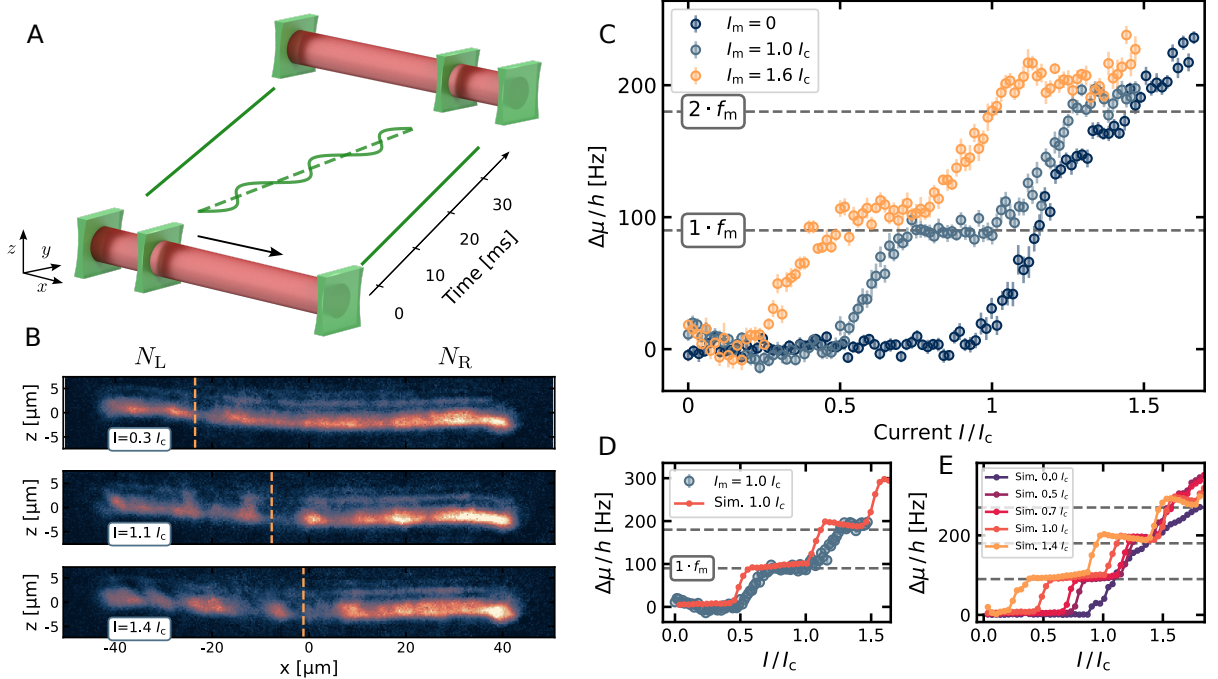 A
z
y
x
0
10
20
30
Time [ms]
B
N_L
N_R
z [µm]
5
0
-5
I=0.3 I_c
z [µm]
5
0
-5
I=1.1 I_c
z [µm]
5
0
-5
I=1.4 I_c
-40
-20
0
20
40
x [µm]
C
I_m = 0
I_m = 1.0 I_c
I_m = 1.6 I_c
2 · f_m
1 · f_m
Δμ/h [Hz]
200
100
0
0
0.5
1
1.5
Current I/I_c
D
I_m = 1.0 I_c
Sim. 1.0 I_c
1 · f_m
Δμ/h [Hz]
300
200
100
0
0.0
0.5
1.0
1.5
I/I_c
E
Sim. 0.0 I_c
Sim. 0.5 I_c
Sim. 0.7 I_c
Sim. 1.0 I_c
Sim. 1.4 I_c
Δμ/h [Hz]
200
0
0.0
0.5
1.0
1.5
I/I_c